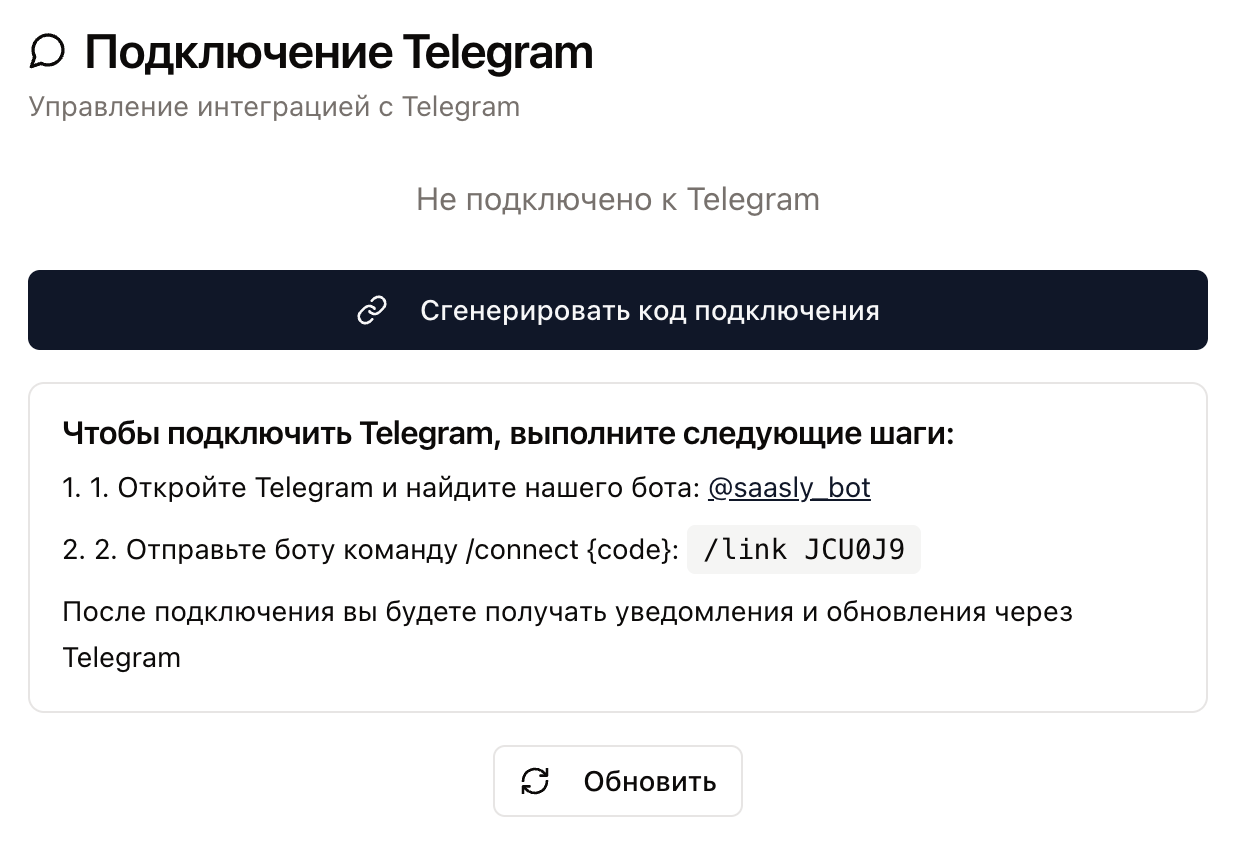 Подключение Telegram
Управление интеграцией с Telegram
Не подключено к Telegram
Сгенерировать код подключения
Чтобы подключить Telegram, выполните следующие шаги:
1. 1. Откройте Telegram и найдите нашего бота: @saasly_bot
2. 2. Отправьте боту команду /connect {code}: /link JCU0J9
После подключения вы будете получать уведомления и обновления через
Telegram
Обновить